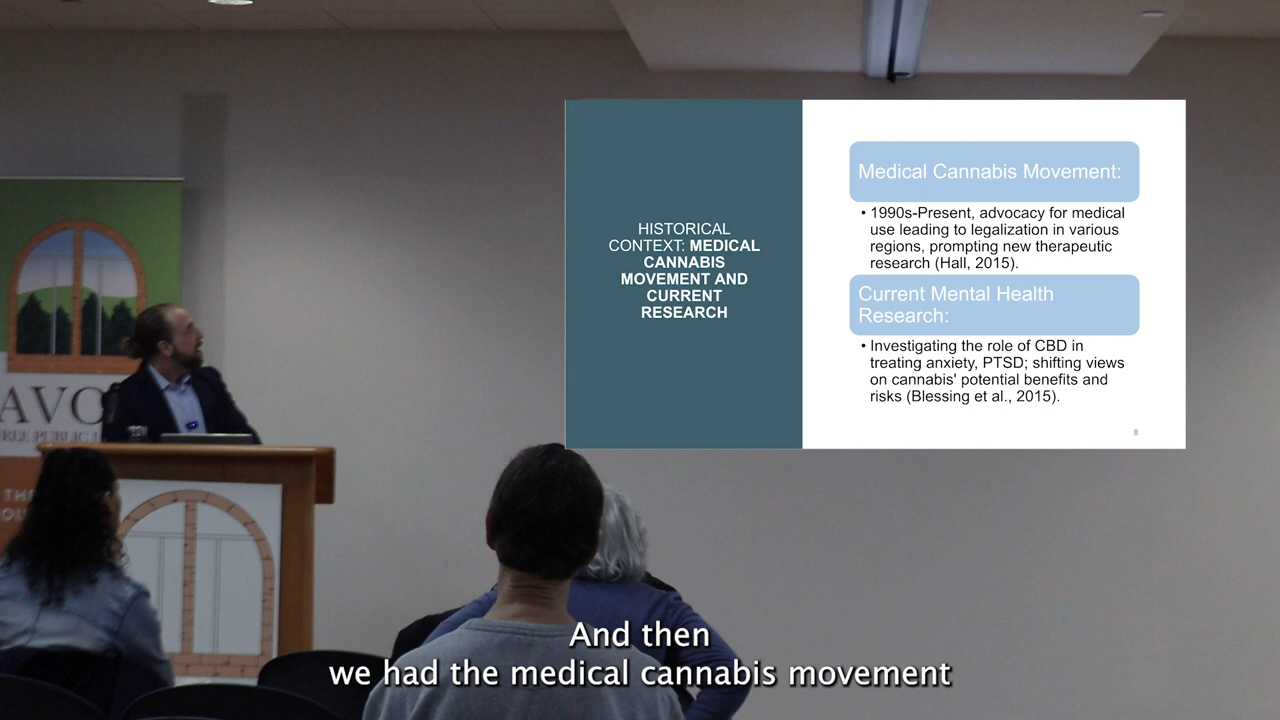 HISTORICAL
CONTEXT: MEDICAL
CANNABIS
MOVEMENT AND
CURRENT
RESEARCH
Medical Cannabis Movement:
• 1990s-Present, advocacy for medical
use leading to legalization in various
regions, prompting new therapeutic
research (Hall, 2015).
Current Mental Health
Research:
• Investigating the role of CBD in
treating anxiety, PTSD; shifting views
on cannabis' potential benefits and
risks (Blessing et al., 2015).
8
AVO
FREE PUBLIC
THE
And then
we had the medical cannabis movement